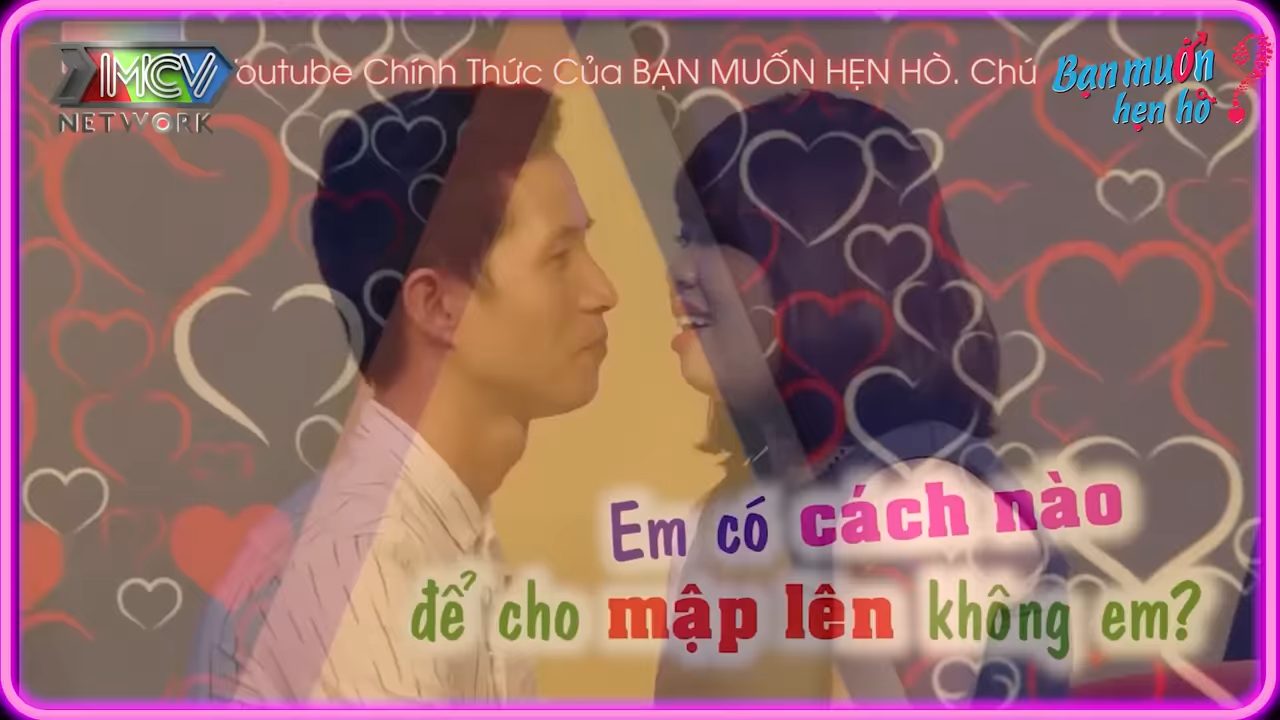 MCV
NETWORK
outube Chính Thức Của BẠN MUỐN HẸN HÒ. Chú
Bạn muốn
hẹn hò
Em có cách nào
để cho mập lên không em?